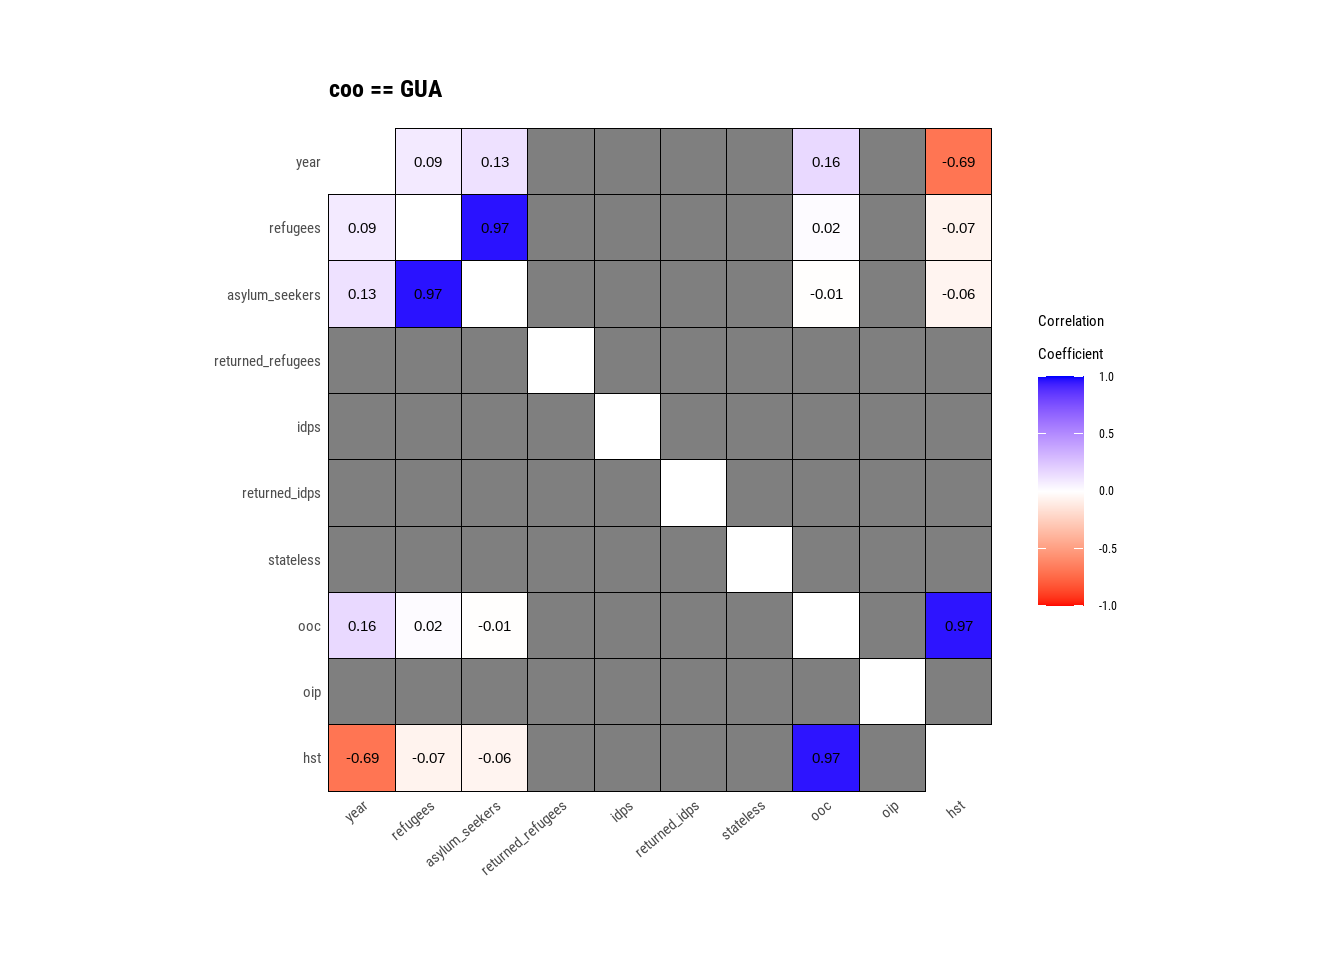 coo == GUA
year 0.09 0.13 0.16 -0.69
refugees 0.09 0.97 0.02 -0.07
asylum_seekers 0.13 0.97 -0.01 -0.06
returned_refugees
idps
returned_idps
stateless
ooc 0.16 0.02 -0.01 0.97
oip
hst -0.69 -0.07 -0.06 0.97
year refugees asylum_seekers returned_refugees idps returned_idps stateless ooc oip hst
Correlation
Coefficient
1.0
0.5
0.0
-0.5
-1.0